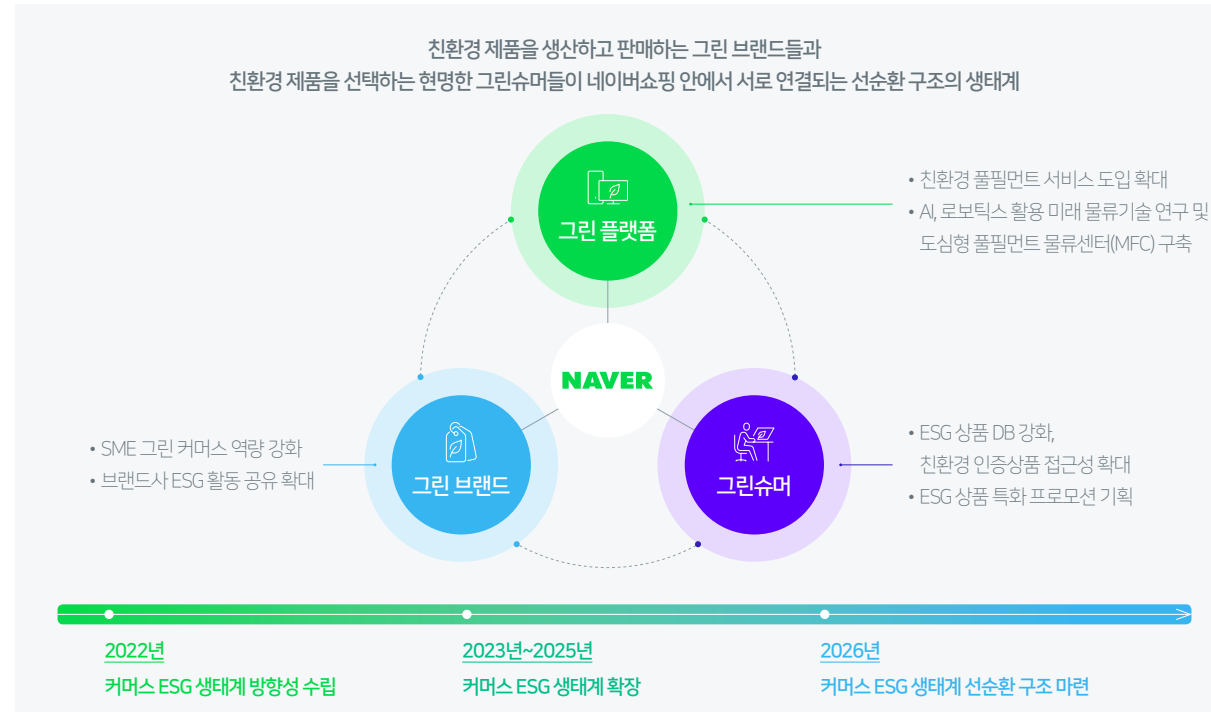 친환경 제품을 생산하고 판매하는 그린 브랜드들과
친환경 제품을 선택하는 현명한 그린슈머들이 네이버쇼핑 안에서 서로 연결되는 선순환 구조의 생태계
그린 플랫폼
• 친환경 풀필먼트 서비스 도입 확대
• AI, 로보틱스 활용 미래 물류기술 연구 및
도심형 풀필먼트 물류센터(MFC) 구축
NAVER
• SME 그린 커머스 역량 강화
• 브랜드사 ESG 활동 공유 확대
그린 브랜드
그린슈머
• ESG 상품 DB 강화,
친환경 인증상품 접근성 확대
• ESG 상품 특화 프로모션 기획
2022년
커머스 ESG 생태계 방향성 수립
2023년~2025년
커머스 ESG 생태계 확장
2026년
커머스 ESG 생태계 선순환 구조 마련